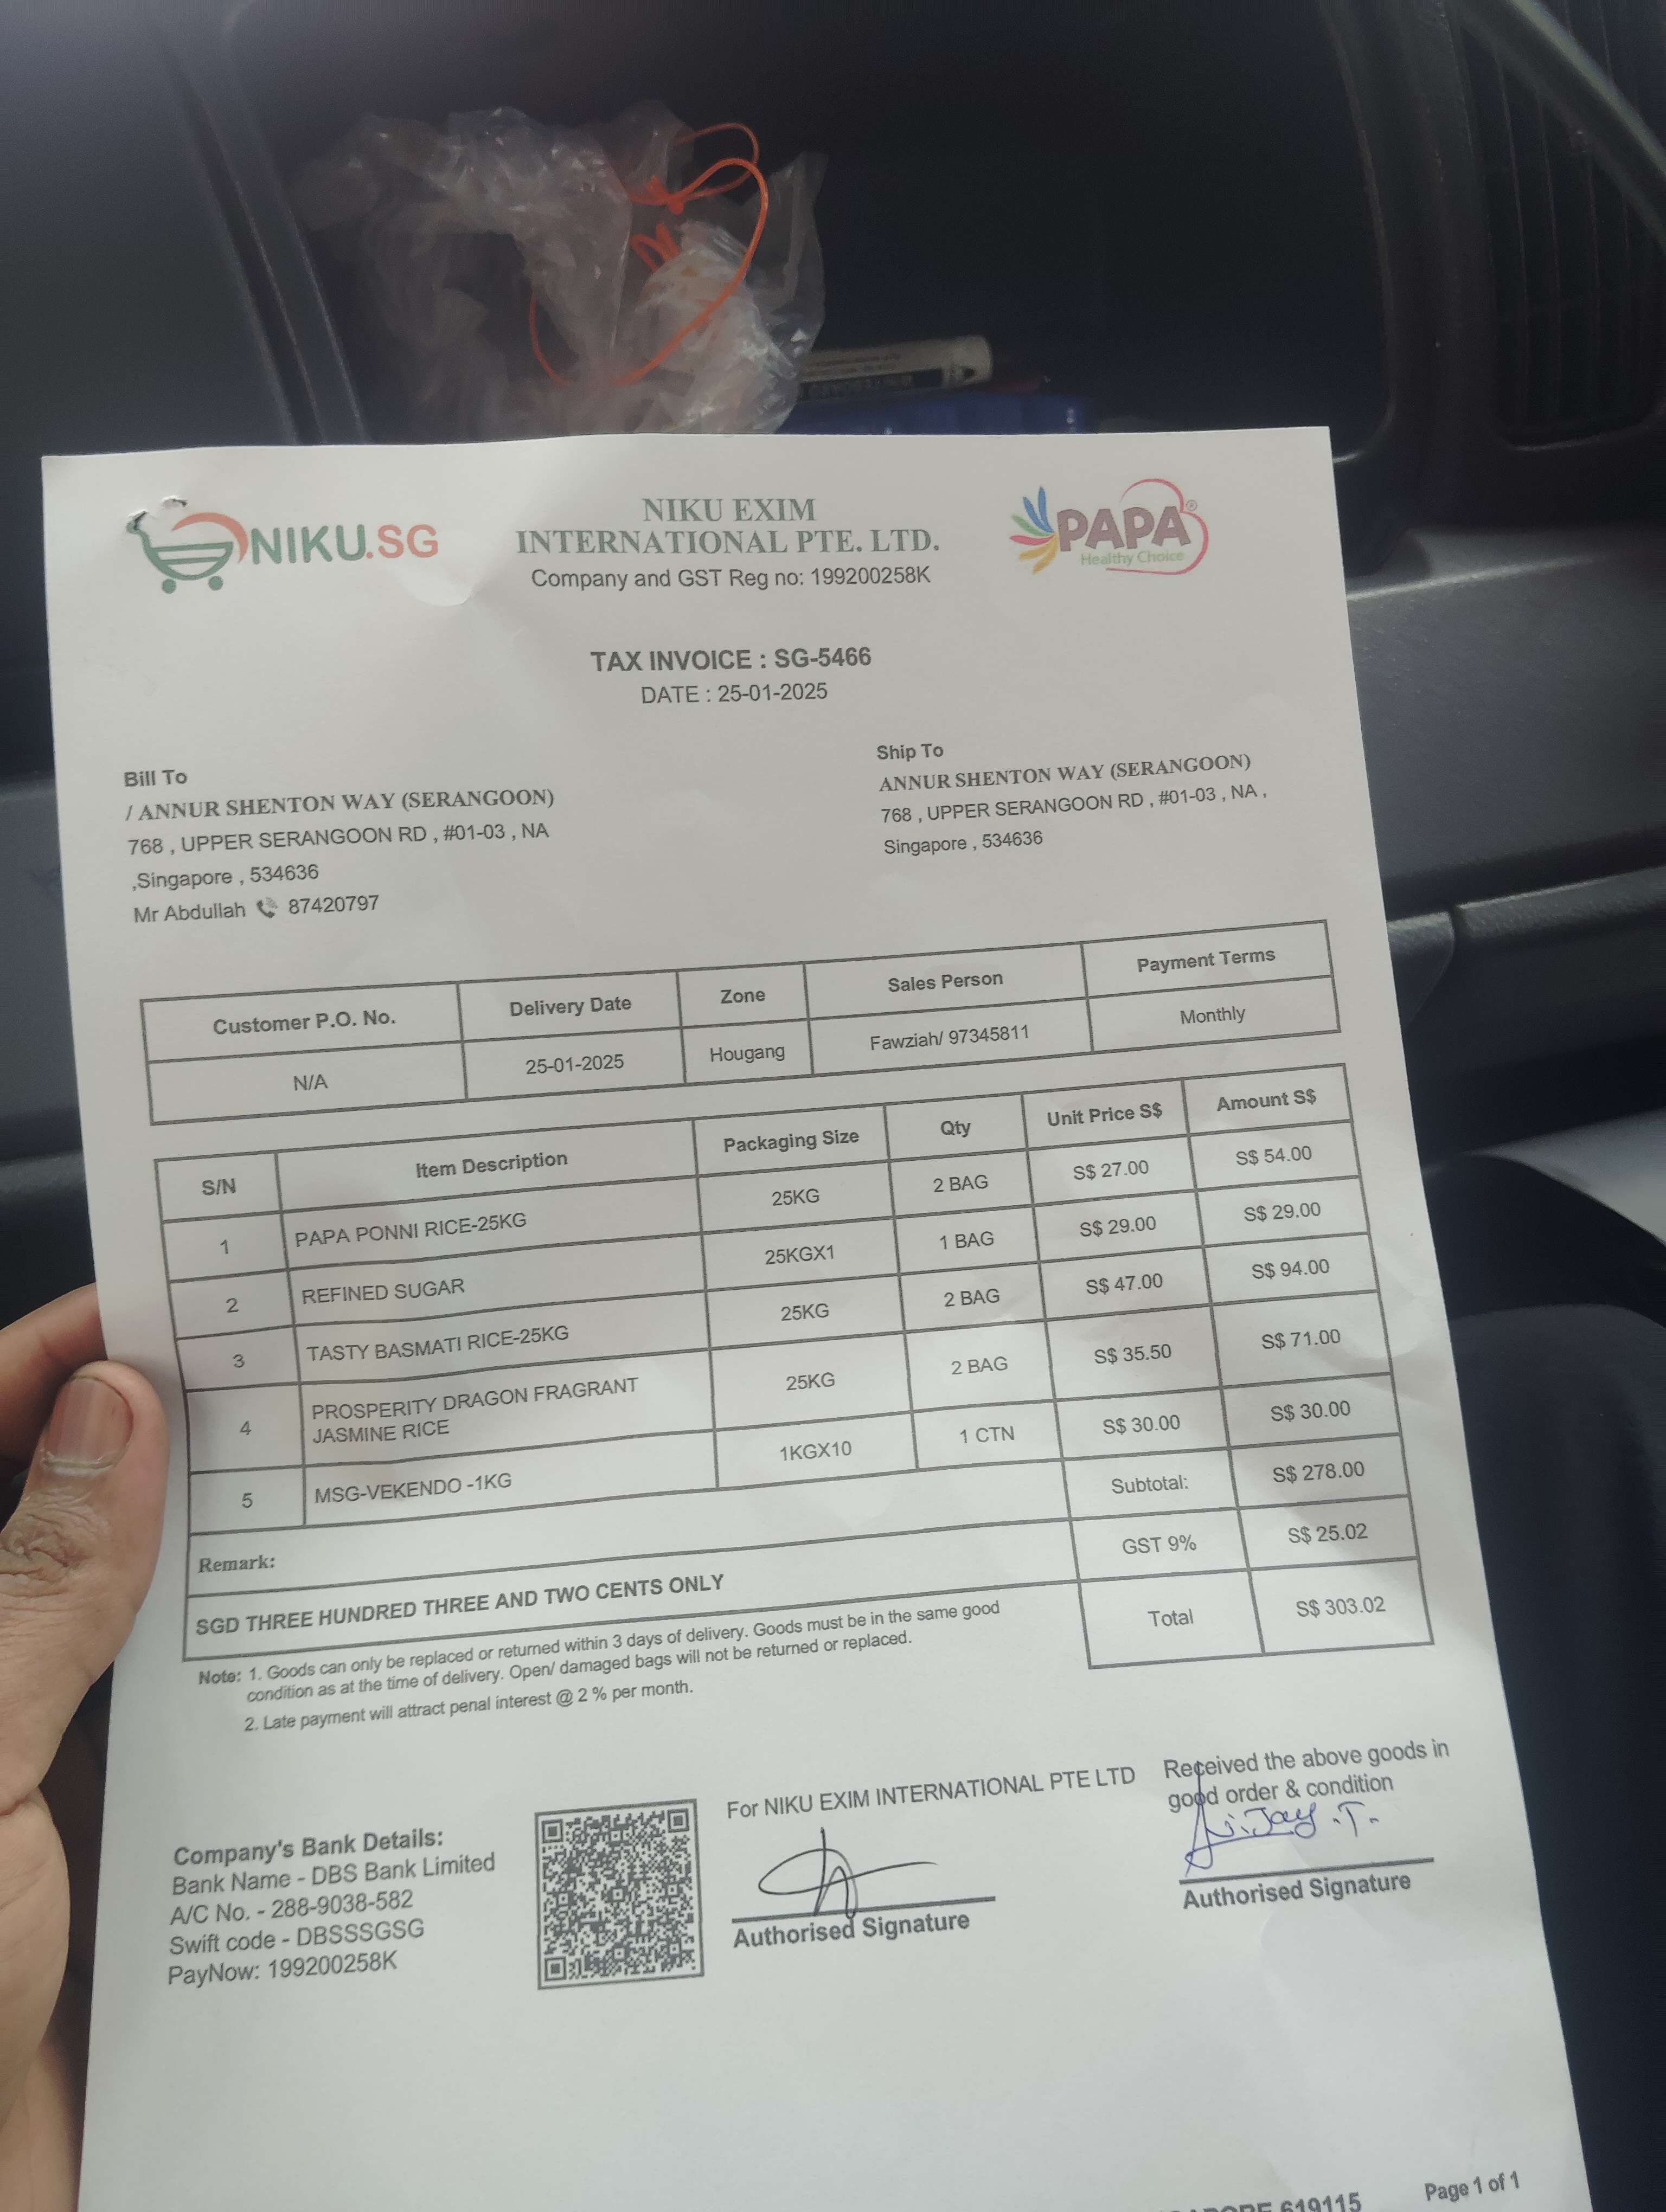 NIKU.SG
NIKU EXIM
INTERNATIONAL PTE. LTD.
Company and GST Reg no: 199200258K
PAPA®
Healthy Choice
TAX INVOICE : SG-5466
DATE : 25-01-2025
Bill To
/ ANNUR SHENTON WAY (SERANGOON)
768 , UPPER SERANGOON RD , #01-03 , NA
,Singapore , 534636
Mr Abdullah 87420797
Ship To
ANNUR SHENTON WAY (SERANGOON)
768 , UPPER SERANGOON RD , #01-03 , NA ,
Singapore , 534636
Customer P.O. No. Delivery Date Zone Sales Person Payment Terms
N/A 25-01-2025 Hougang Fawziah/ 97345811 Monthly
S/N Item Description Packaging Size Qty Unit Price S$ Amount S$
1 PAPA PONNI RICE-25KG 25KG 2 BAG S$ 27.00 S$ 54.00
2 REFINED SUGAR 25KGX1 1 BAG S$ 29.00 S$ 29.00
3 TASTY BASMATI RICE-25KG 25KG 2 BAG S$ 47.00 S$ 94.00
4 PROSPERITY DRAGON FRAGRANT
JASMINE RICE 25KG 2 BAG S$ 35.50 S$ 71.00
5 MSG-VEKENDO -1KG 1KGX10 1 CTN S$ 30.00 S$ 30.00
Subtotal: S$ 278.00
Remark:
GST 9% S$ 25.02
SGD THREE HUNDRED THREE AND TWO CENTS ONLY
Total S$ 303.02
Note: 1. Goods can only be replaced or returned within 3 days of delivery. Goods must be in the same good
condition as at the time of delivery. Open/ damaged bags will not be returned or replaced.
2. Late payment will attract penal interest @ 2 % per month.
Company's Bank Details:
Bank Name - DBS Bank Limited
A/C No. - 288-9038-582
Swift code - DBSSSGSG
PayNow: 199200258K
For NIKU EXIM INTERNATIONAL PTE LTD
Authorised Signature
Received the above goods in
good order & condition
Authorised Signature
619115
Page 1 of 1